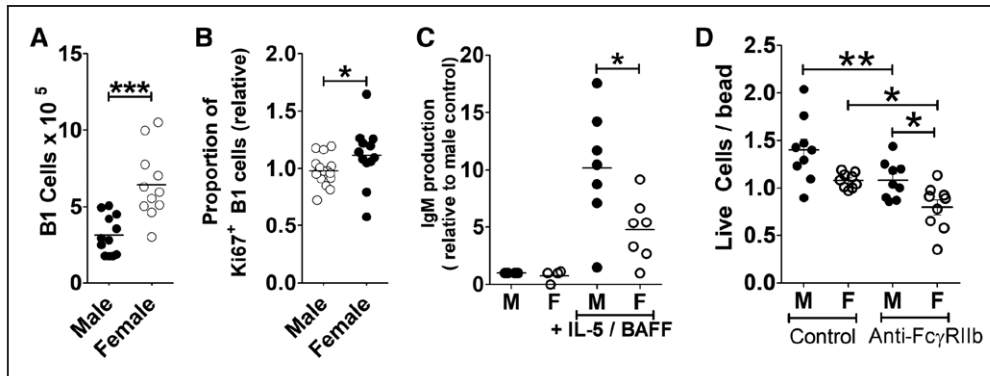 A
B
C
D
B1 Cells x 10 5
15
10
5
0
***
Male
Female
Proportion of
Ki67+ B1 cells (relative)
2.0
1.5
1.0
0.5
0.0
*
Male
Female
IgM production
( relative to male control)
20
15
10
5
0
*
M F M F
+ IL-5 / BAFF
Live Cells / bead
2.5
2.0
1.5
1.0
0.5
0.0
**
*
*
M F M F
Control Anti-FcγRIIb